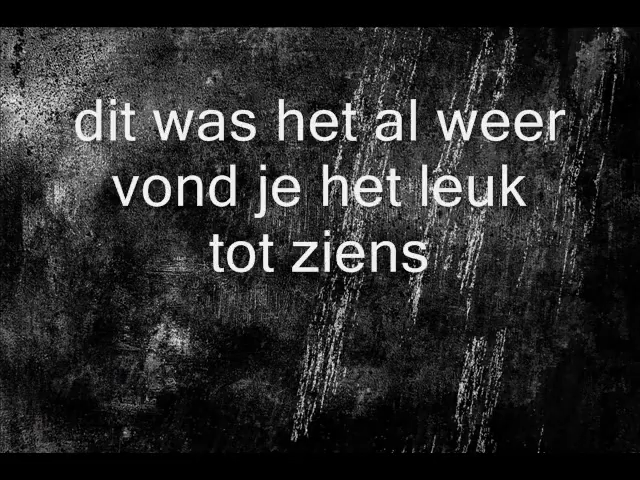 dit was het al weer
vond je het leuk
tot ziens